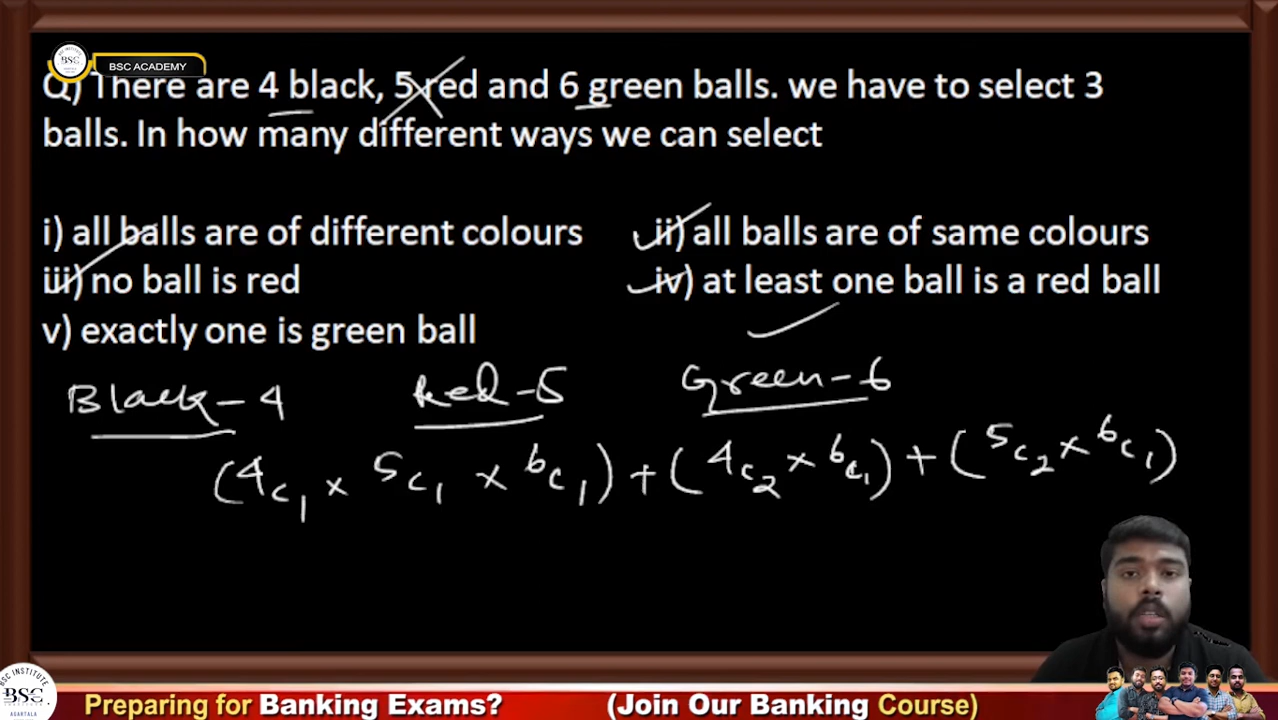 BSC ACADEMY
Q) There are 4 black, 5 red and 6 green balls. we have to select 3
balls. In how many different ways we can select
i) all balls are of different colours
ii) all balls are of same colours
iii) no ball is red
iv) at least one ball is a red ball
v) exactly one is green ball
Black-4
Red-5
Green-6
(4c1 × 5c1 × 6c1) + (4c2 × 6c1) + (5c2 × 6c1)
BSC
AGARTALA
Preparing for Banking Exams? (Join Our Banking Course)